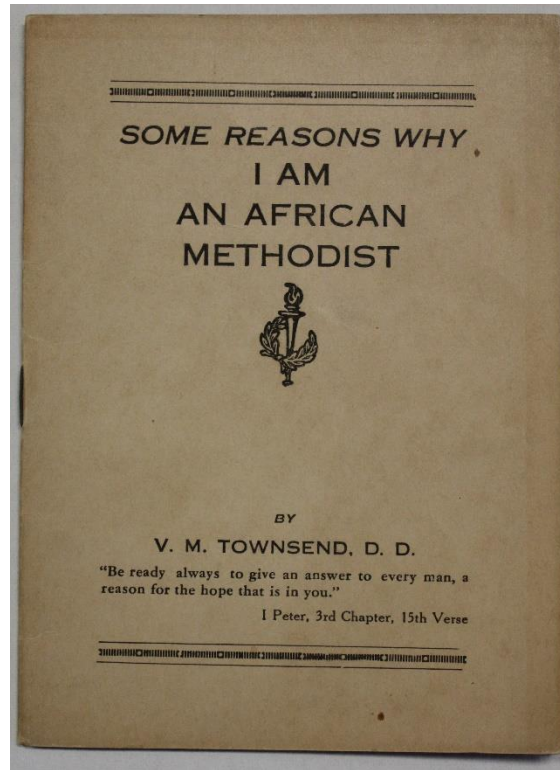 SOME REASONS WHY
I AM
AN AFRICAN
METHODIST
BY
V. M. TOWNSEND, D. D.
"Be ready always to give an answer to every man, a
reason for the hope that is in you."
I Peter, 3rd Chapter, 15th Verse